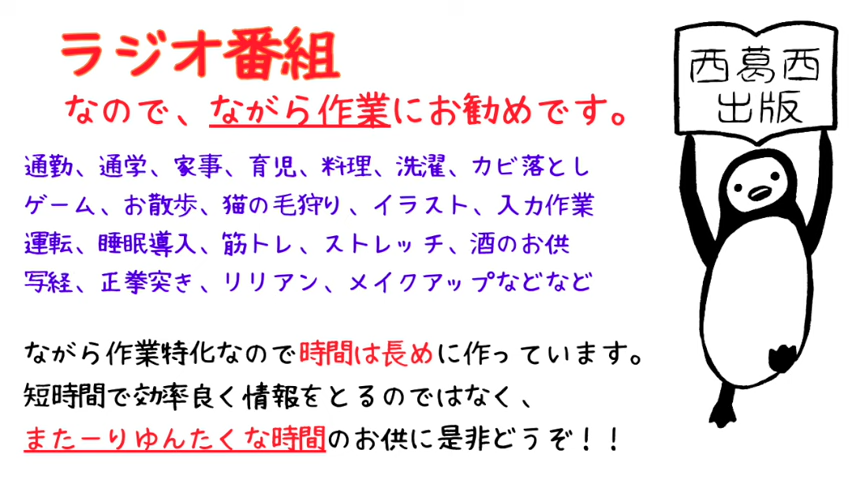 ラジオ番組
なので、ながら作業にお勧めです。
通勤、通学、家事、育児、料理、洗濯、カビ落とし
ゲーム、お散歩、猫の毛狩り、イラスト、入力作業
運転、睡眠導入、筋トレ、ストレッチ、酒のお供
写経、正拳突き、リリアン、メイクアップなどなど
ながら作業特化なので時間は長めに作っています。
短時間で効率良く情報をとるのではなく、
またーりゆんたくな時間のお供に是非どうぞ！！
西葛西
出版